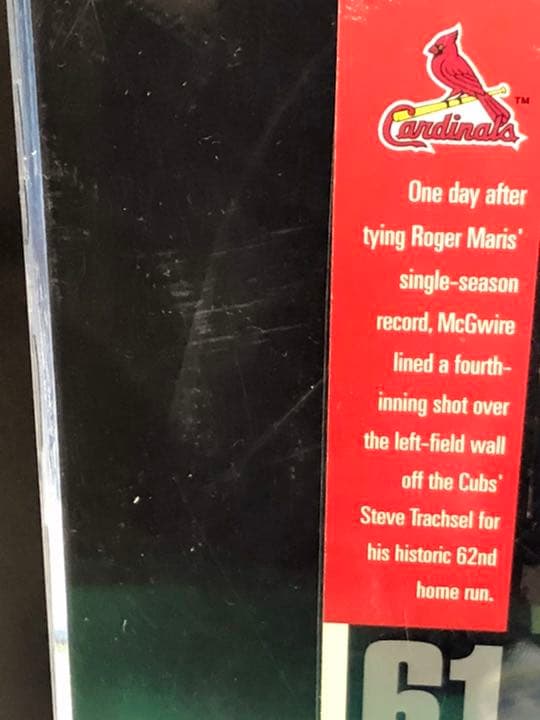 Cardinals
TM
One day after
tying Roger Maris'
single-season
record, McGwire
lined a fourth-
inning shot over
the left-field wall
off the Cubs'
Steve Trachsel for
his historic 62nd
home run.
61